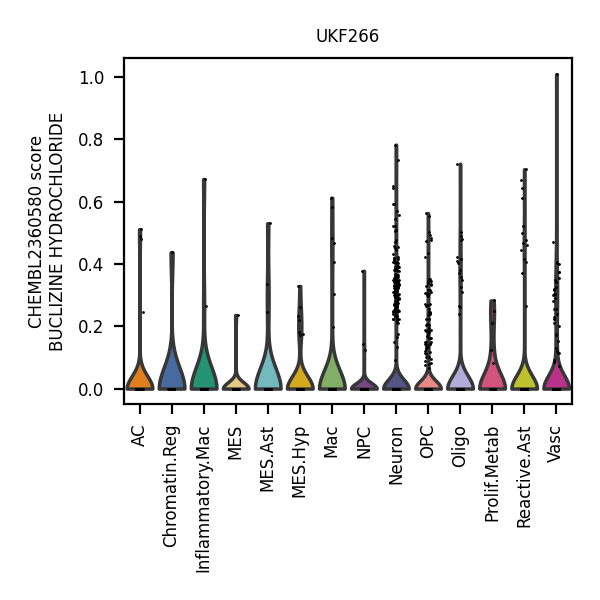 UKF266
CHEMBL2360580 score
BUCLIZINE HYDROCHLORIDE
1.0
0.8
0.6
0.4
0.2
0.0
AC
Chromatin.Reg
Inflammatory.Mac
MES
MES.Ast
MES.Hyp
Mac
NPC
Neuron
OPC
Oligo
Prolif.Metab
Reactive.Ast
Vasc